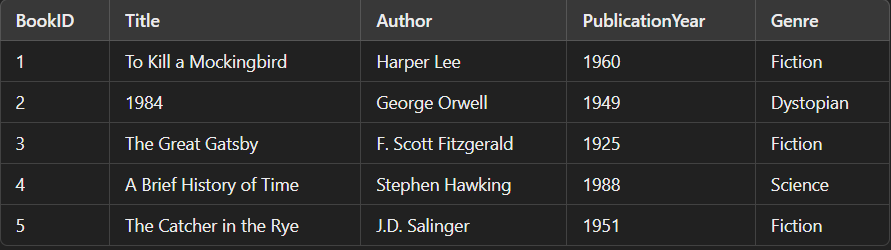 BookID Title Author PublicationYear Genre
1 To Kill a Mockingbird Harper Lee 1960 Fiction
2 1984 George Orwell 1949 Dystopian
3 The Great Gatsby F. Scott Fitzgerald 1925 Fiction
4 A Brief History of Time Stephen Hawking 1988 Science
5 The Catcher in the Rye J.D. Salinger 1951 Fiction